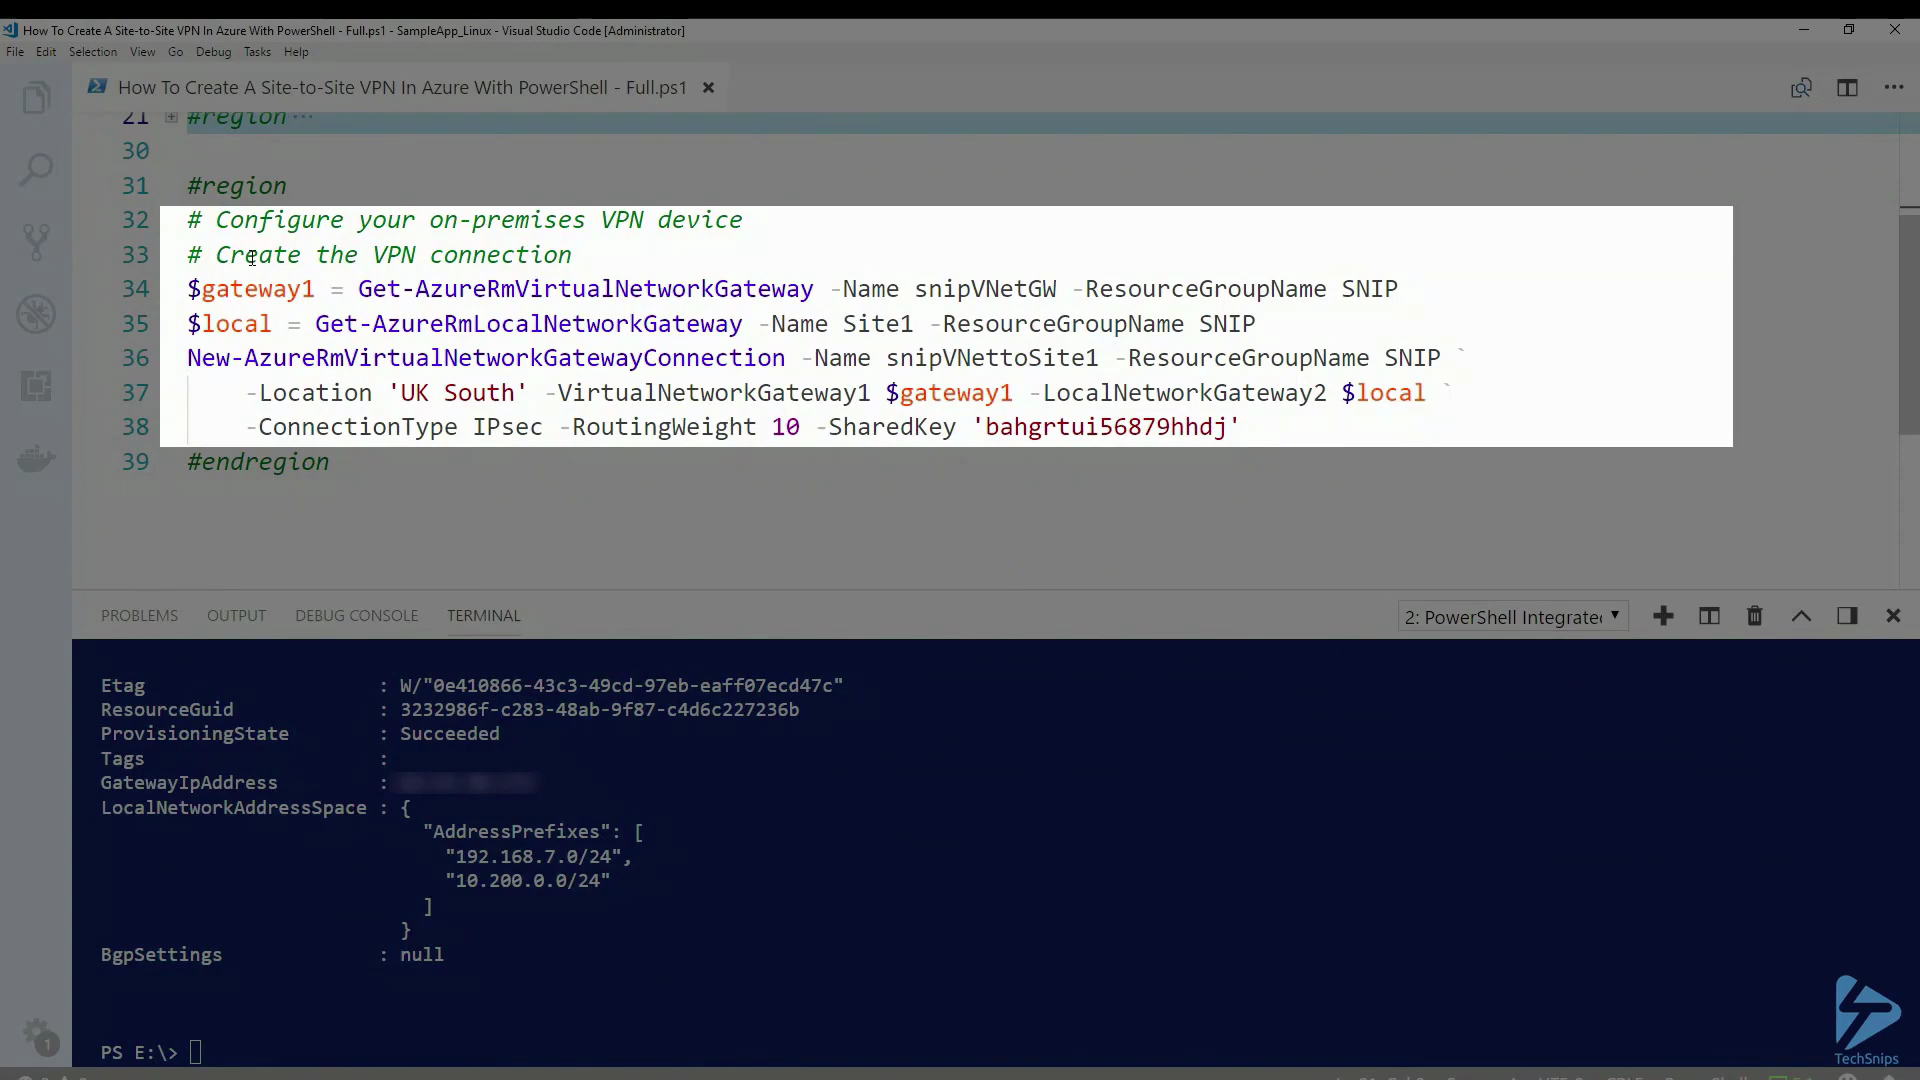 How To Create A Site-to-Site VPN In Azure With PowerShell - Full.ps1 - SampleApp_Linux - Visual Studio Code [Administrator]
File Edit Selection View Go Debug Tasks Help
How To Create A Site-to-Site VPN In Azure With PowerShell - Full.ps1
21 #region ...
30
31 #region
32 # Configure your on-premises VPN device
33 # Create the VPN connection
34 $gateway1 = Get-AzureRmVirtualNetworkGateway -Name snipVNetGW -ResourceGroupName SNIP
35 $local = Get-AzureRmLocalNetworkGateway -Name Site1 -ResourceGroupName SNIP
36 New-AzureRmVirtualNetworkGatewayConnection -Name snipVNettoSite1 -ResourceGroupName SNIP `
37 -Location 'UK South' -VirtualNetworkGateway1 $gateway1 -LocalNetworkGateway2 $local `
38 -ConnectionType IPsec -RoutingWeight 10 -SharedKey 'bahgrtui56879hhdj'
39 #endregion
PROBLEMS OUTPUT DEBUG CONSOLE TERMINAL 2: PowerShell Integrate
Etag : W/"0e410866-43c3-49cd-97eb-eaff07ecd47c"
ResourceGuid : 3232986f-c283-48ab-9f87-c4d6c227236b
ProvisioningState : Succeeded
Tags :
GatewayIpAddress :
LocalNetworkAddressSpace : {
"AddressPrefixes": [
"192.168.7.0/24",
"10.200.0.0/24"
]
}
BgpSettings : null
PS E:\>
1
TechSnips